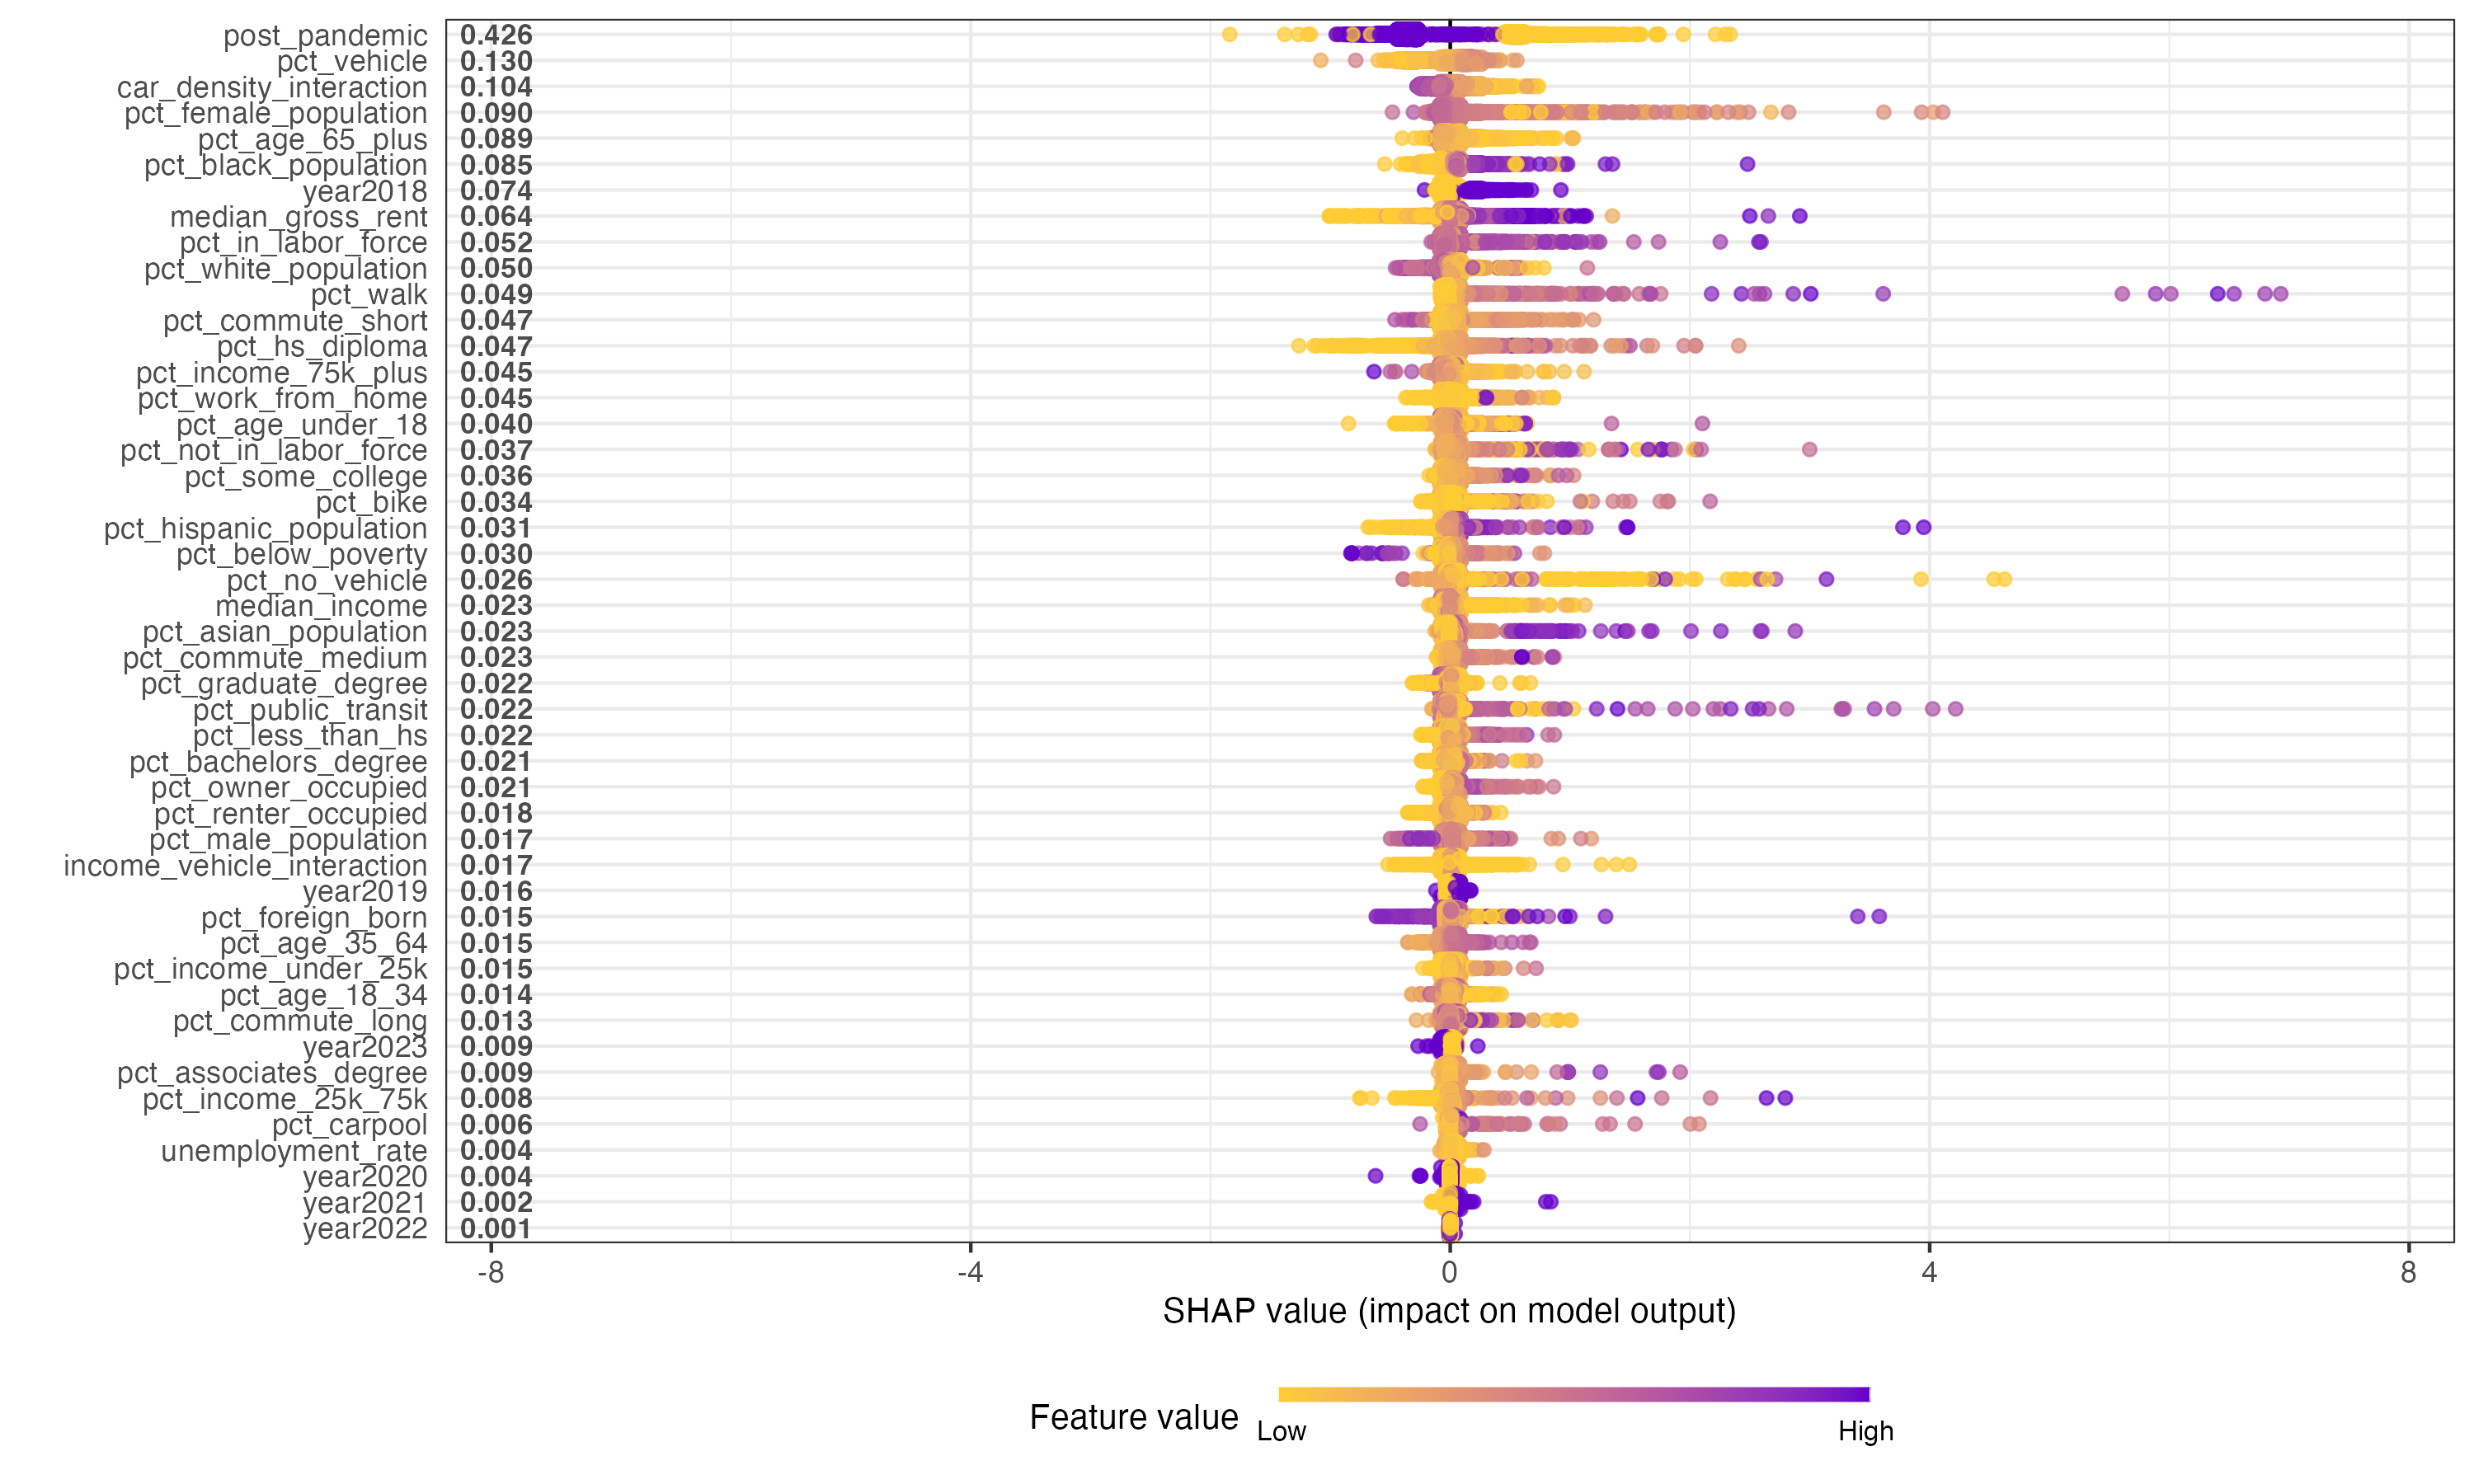 post_pandemic 0.426
pct_vehicle 0.130
car_density_interaction 0.104
pct_female_population 0.090
pct_age_65_plus 0.089
pct_black_population 0.085
year2018 0.074
median_gross_rent 0.064
pct_in_labor_force 0.052
pct_white_population 0.050
pct_walk 0.049
pct_commute_short 0.047
pct_hs_diploma 0.047
pct_income_75k_plus 0.045
pct_work_from_home 0.045
pct_age_under_18 0.040
pct_not_in_labor_force 0.037
pct_some_college 0.036
pct_bike 0.034
pct_hispanic_population 0.031
pct_below_poverty 0.030
pct_no_vehicle 0.026
median_income 0.023
pct_asian_population 0.023
pct_commute_medium 0.023
pct_graduate_degree 0.022
pct_public_transit 0.022
pct_less_than_hs 0.022
pct_bachelors_degree 0.021
pct_owner_occupied 0.021
pct_renter_occupied 0.018
pct_male_population 0.017
income_vehicle_interaction 0.017
year2019 0.016
pct_foreign_born 0.015
pct_age_35_64 0.015
pct_income_under_25k 0.015
pct_age_18_34 0.014
pct_commute_long 0.013
year2023 0.009
pct_associates_degree 0.009
pct_income_25k_75k 0.008
pct_carpool 0.006
unemployment_rate 0.004
year2020 0.004
year2021 0.002
year2022 0.001
-8 -4 0 4 8
SHAP value (impact on model output)
Feature value
Low High